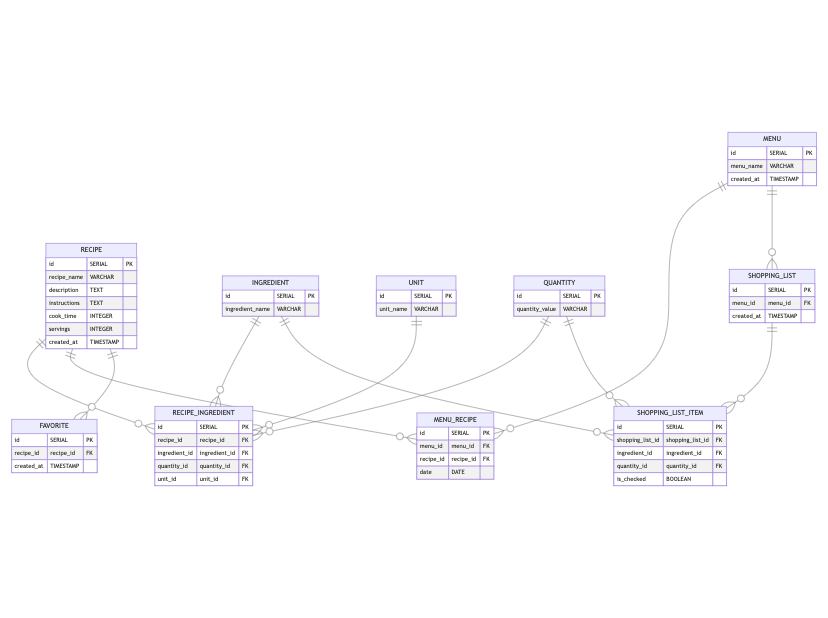 MENU
id SERIAL PK
menu_name VARCHAR
created_at TIMESTAMP
RECIPE
id SERIAL PK
recipe_name VARCHAR
description TEXT
instructions TEXT
cook_time INTEGER
servings INTEGER
created_at TIMESTAMP
INGREDIENT
id SERIAL PK
ingredient_name VARCHAR
UNIT
id SERIAL PK
unit_name VARCHAR
QUANTITY
id SERIAL PK
quantity_value VARCHAR
SHOPPING_LIST
id SERIAL PK
menu_id menu_id FK
created_at TIMESTAMP
FAVORITE
id SERIAL PK
recipe_id recipe_id FK
created_at TIMESTAMP
RECIPE_INGREDIENT
id SERIAL PK
recipe_id recipe_id FK
ingredient_id ingredient_id FK
quantity_id quantity_id FK
unit_id unit_id FK
MENU_RECIPE
id SERIAL PK
menu_id menu_id FK
recipe_id recipe_id FK
date DATE
SHOPPING_LIST_ITEM
id SERIAL PK
shopping_list_id shopping_list_id FK
ingredient_id ingredient_id FK
quantity_id quantity_id FK
is_checked BOOLEAN